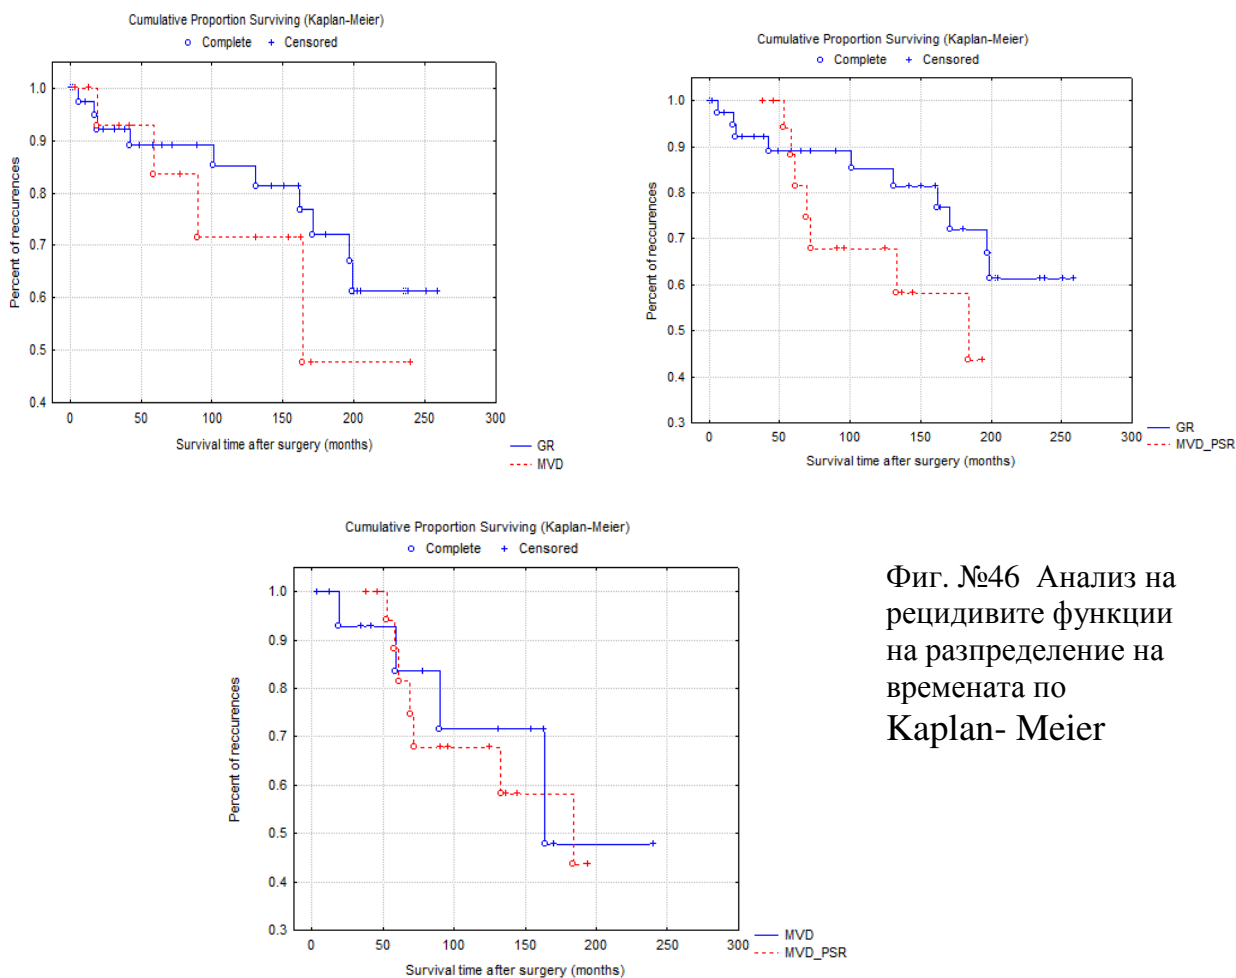 Cumulative Proportion Surviving (Kaplan-Meier)
Complete Censored
Percent of reccurences
1.0
0.9
0.8
0.7
0.6
0.5
0.4
0 50 100 150 200 250 300
Survival time after surgery (months)
GR
MVD
Cumulative Proportion Surviving (Kaplan-Meier)
Complete Censored
Percent of reccurences
1.0
0.9
0.8
0.7
0.6
0.5
0.4
0.3
0 50 100 150 200 250 300
Survival time after surgery (months)
GR
MVD_PSR
Cumulative Proportion Surviving (Kaplan-Meier)
Complete Censored
Percent of reccurences
1.0
0.9
0.8
0.7
0.6
0.5
0.4
0.3
0 50 100 150 200 250 300
Survival time after surgery (months)
MVD
MVD_PSR
Фиг. №46 Анализ на
рецидивите функции
на разпределение на
времената по
Kaplan- Meier